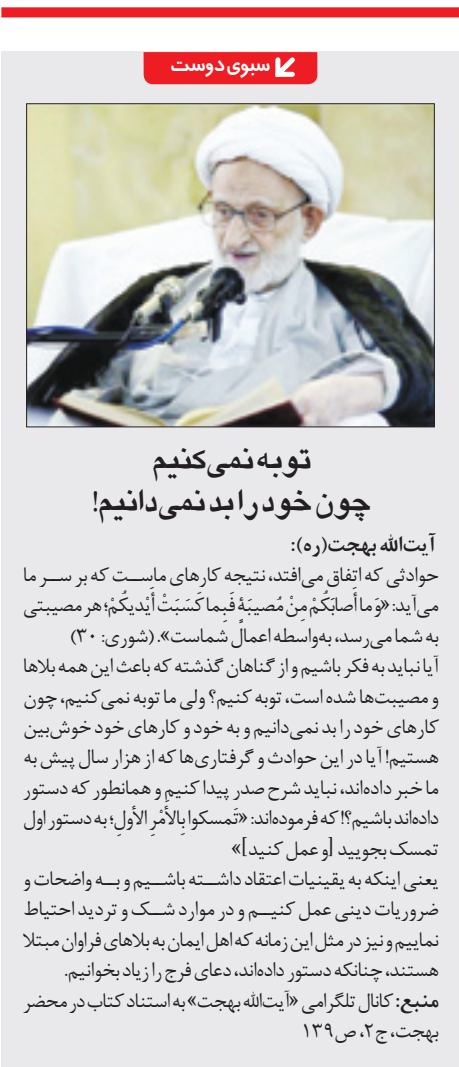 سبوی دوست
توبه نمی‌کنیم
چون خود را بد نمی‌دانیم!
آیت‌الله بهجت(ره):
حوادثی که اتفاق می‌افتد، نتیجه کارهای ماست که بر سر ما
می‌آید: «وَ ما أَصابَكُمْ مِنْ مُصيبَةٍ فَبِما كَسَبَتْ أَيْديكُمْ؛ هر مصیبتی
به شما می‌رسد، به‌واسطه اعمال شماست». (شوری: ۳۰)
آیا نباید به فکر باشیم و از گناهان گذشته که باعث این همه بلاها
و مصیبت‌ها شده است، توبه کنیم؟ ولی ما توبه نمی‌کنیم، چون
کارهای خود را بد نمی‌دانیم و به خود و کارهای خود خوش‌بین
هستیم! آیا در این حوادث و گرفتاری‌ها که از هزار سال پیش به
ما خبر داده‌اند، نباید شرح صدر پیدا کنیم و همانطور که دستور
داده‌اند باشیم؟! که فرموده‌اند: «تَمسکوا بِالأمْرِ الأولِ؛ به دستور اول
تمسک بجویید [و عمل کنید]»
یعنی اینکه به یقینیات اعتقاد داشته باشیم و به واضحات و
ضروریات دینی عمل کنیم و در موارد شک و تردید احتیاط
نماییم و نیز در مثل این زمانه که اهل ایمان به بلاهای فراوان مبتلا
هستند، چنانکه دستور داده‌اند، دعای فرج را زیاد بخوانیم.
منبع: کانال تلگرامی «آیت‌الله بهجت» به استناد کتاب در محضر
بهجت، ج۲، ص۱۳۹